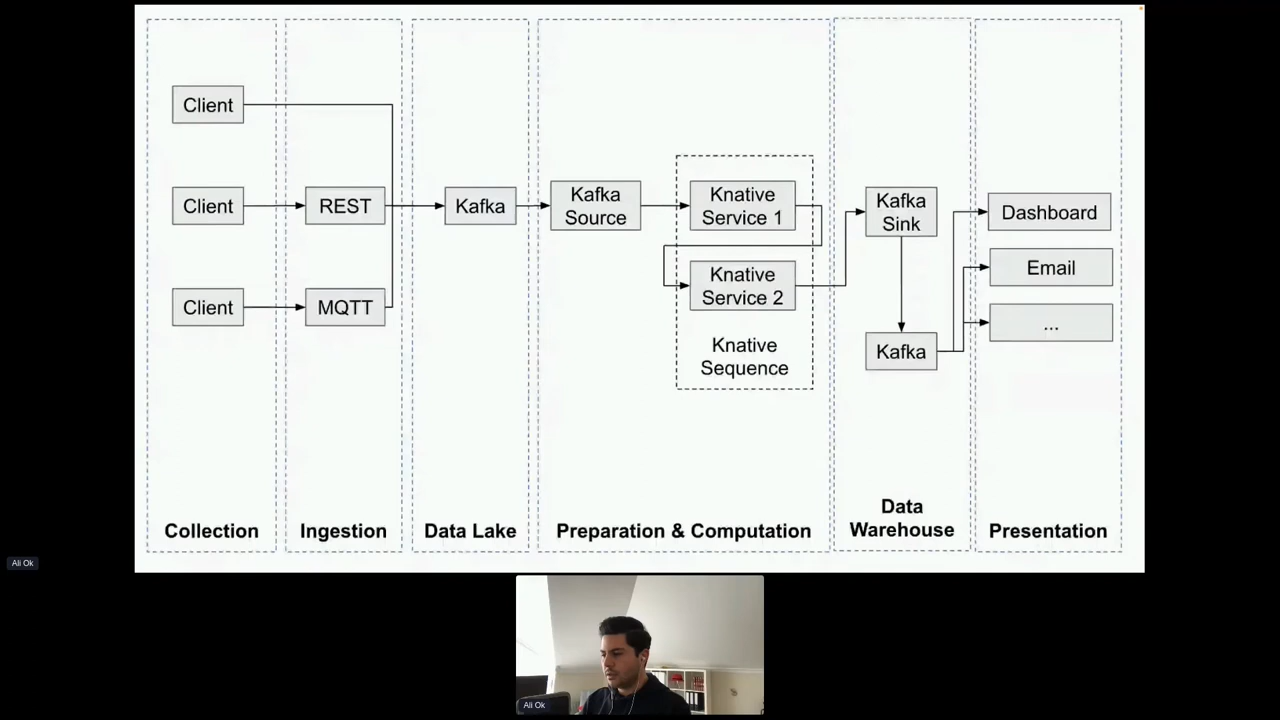 Client
Client
REST
Kafka
Kafka
Source
Knative
Service 1
Kafka
Sink
Dashboard
Email
Knative
Service 2
Client
MQTT
...
Knative
Sequence
Kafka
Collection
Ingestion
Data Lake
Preparation & Computation
Data
Warehouse
Presentation
Ali Ok
Ali Ok